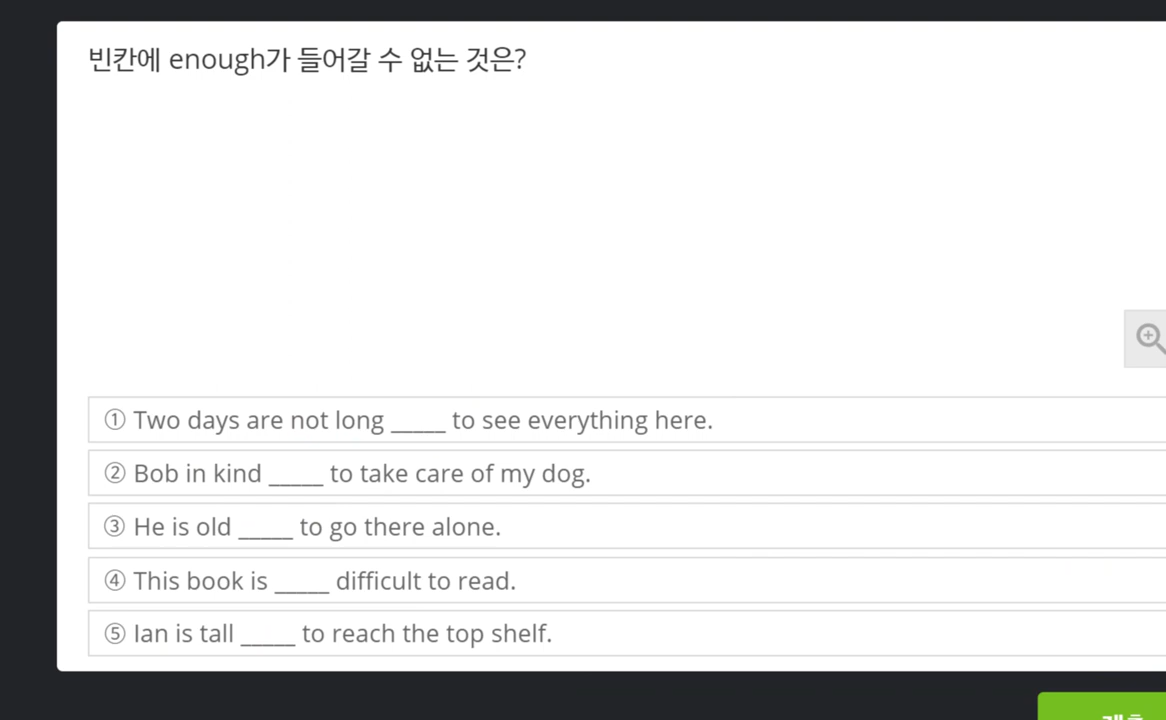 빈칸에 enough가 들어갈 수 없는 것은?
① Two days are not long _____ to see everything here.
② Bob in kind _____ to take care of my dog.
③ He is old _____ to go there alone.
④ This book is _____ difficult to read.
⑤ Ian is tall _____ to reach the top shelf.